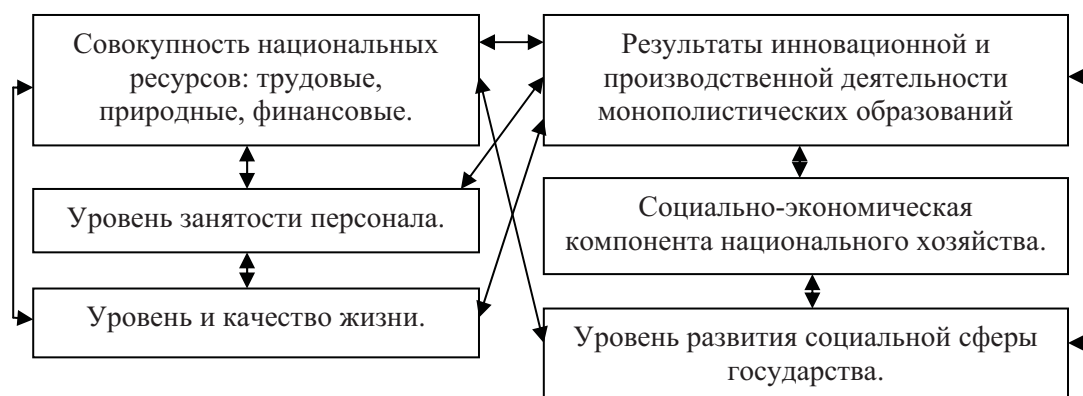 Совокупность национальных
ресурсов: трудовые,
природные, финансовые.
Уровень занятости персонала.
Уровень и качество жизни.
Результаты инновационной и
производственной деятельности
монополистических образований
Социально-экономическая
компонента национального хозяйства.
Уровень развития социальной сферы
государства.